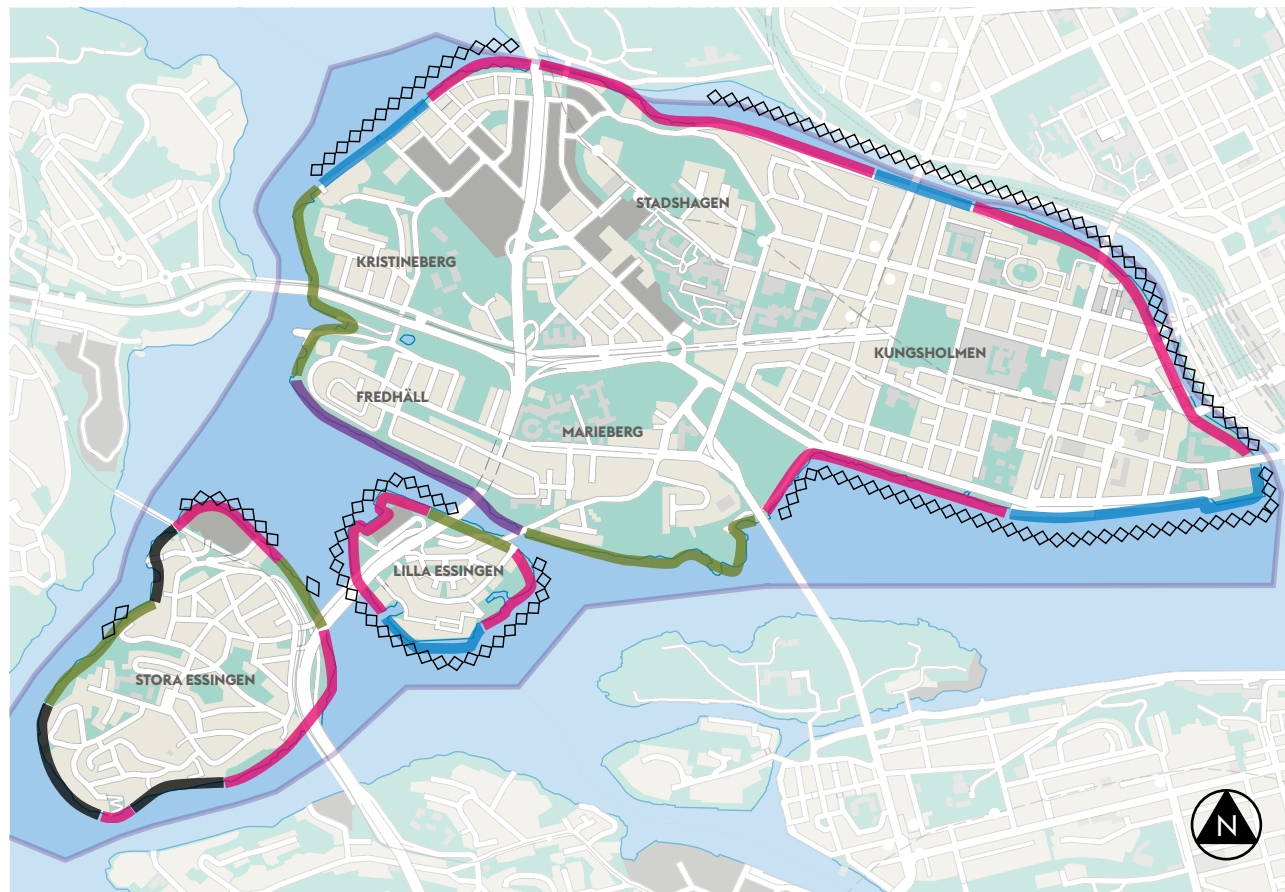 STADSHAGEN
KRISTINEBERG
KUNGSHOLMEN
FREDHÄLL
MARIEBERG
LILLA ESSINGEN
STORA ESSINGEN
N